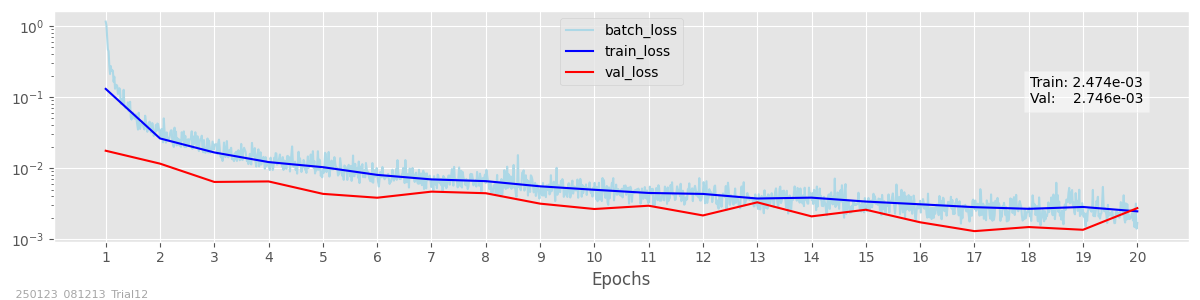 batch_loss
train_loss
val_loss
Train: 2.474e-03
Val: 2.746e-03
10⁰
10⁻¹
10⁻²
10⁻³
1 2 3 4 5 6 7 8 9 10 11 12 13 14 15 16 17 18 19 20
Epochs
250123_081213_Trial12